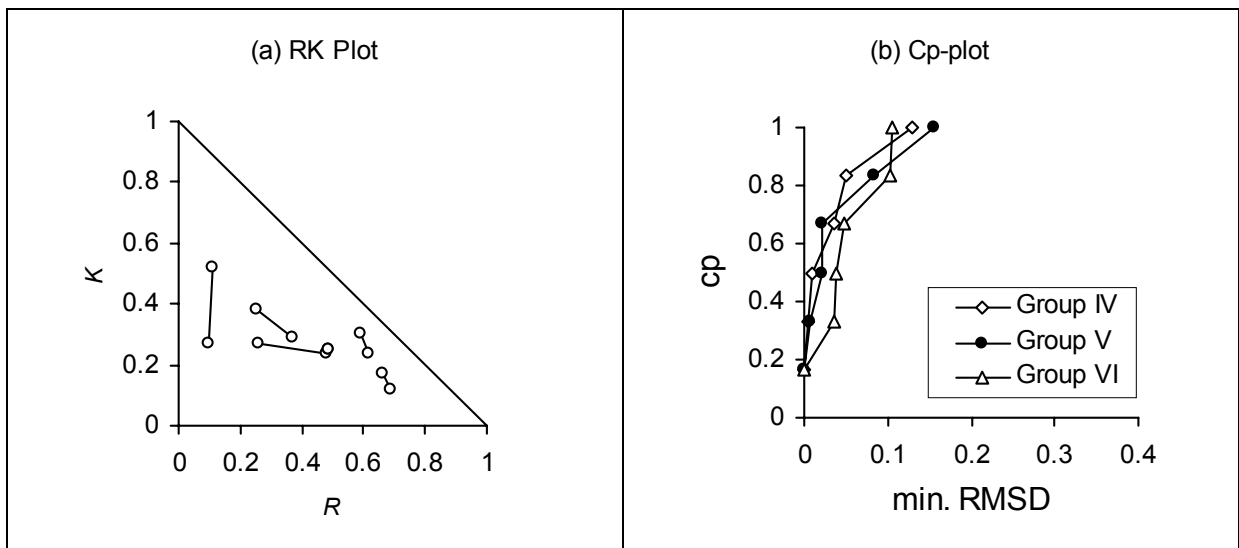 (a) RK Plot
1
0.8
0.6
0.4
0.2
0
K
0 0.2 0.4 0.6 0.8 1
R
(b) Cp-plot
1
0.8
0.6
0.4
0.2
0
cp
Group IV
Group V
Group VI
0 0.1 0.2 0.3 0.4
min. RMSD